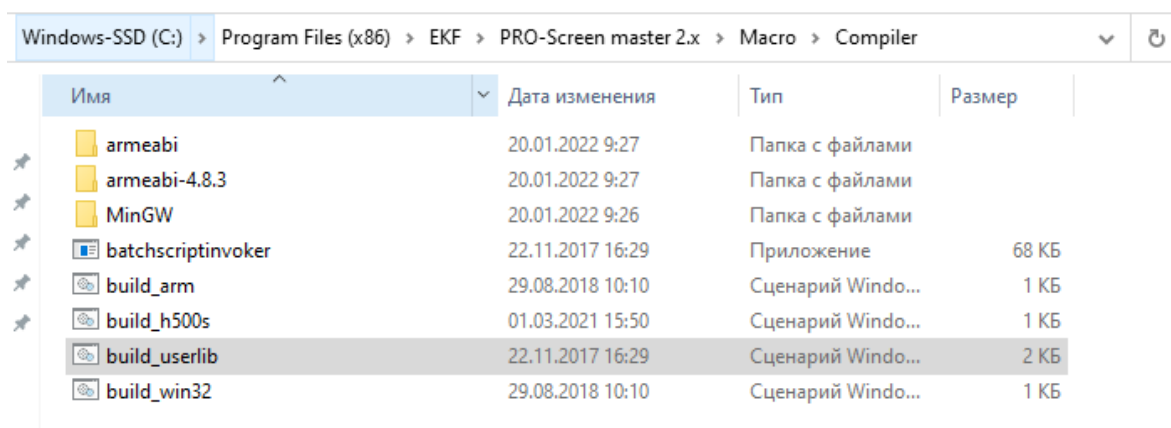 Windows-SSD (C:) > Program Files (x86) > EKF > PRO-Screen master 2.x > Macro > Compiler
Имя Дата изменения Тип Размер
armeabi 20.01.2022 9:27 Папка с файлами
armeabi-4.8.3 20.01.2022 9:27 Папка с файлами
MinGW 20.01.2022 9:26 Папка с файлами
batchscriptinvoker 22.11.2017 16:29 Приложение 68 КБ
build_arm 29.08.2018 10:10 Сценарий Windo... 1 КБ
build_h500s 01.03.2021 15:50 Сценарий Windo... 1 КБ
build_userlib 22.11.2017 16:29 Сценарий Windo... 2 КБ
build_win32 29.08.2018 10:10 Сценарий Windo... 1 КБ